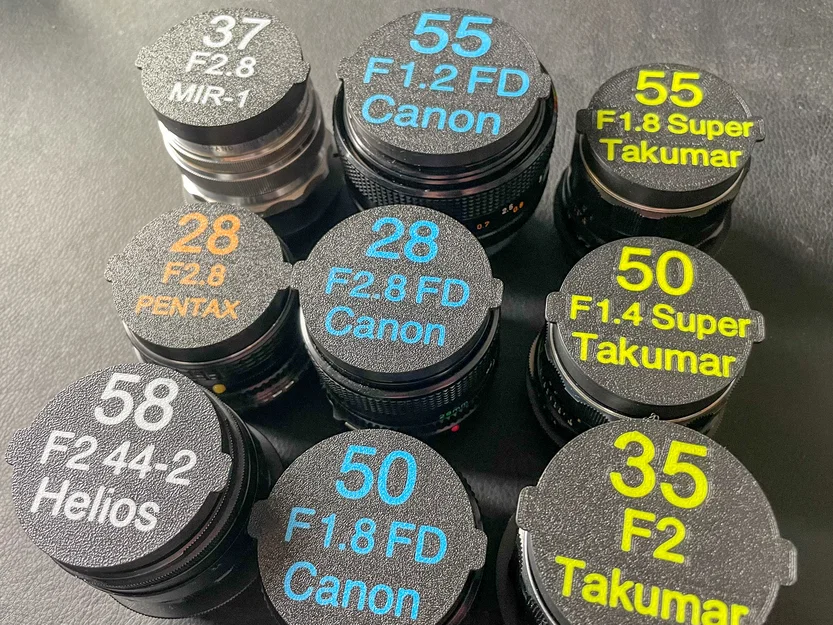 37
F2.8
MIR-1
55
F1.2 FD
Canon
55
F1.8 Super
Takumar
28
F2.8
PENTAX
28
F2.8 FD
Canon
50
F1.4 Super
Takumar
58
F2 44-2
Helios
50
F1.8 FD
Canon
35
F2
Takumar